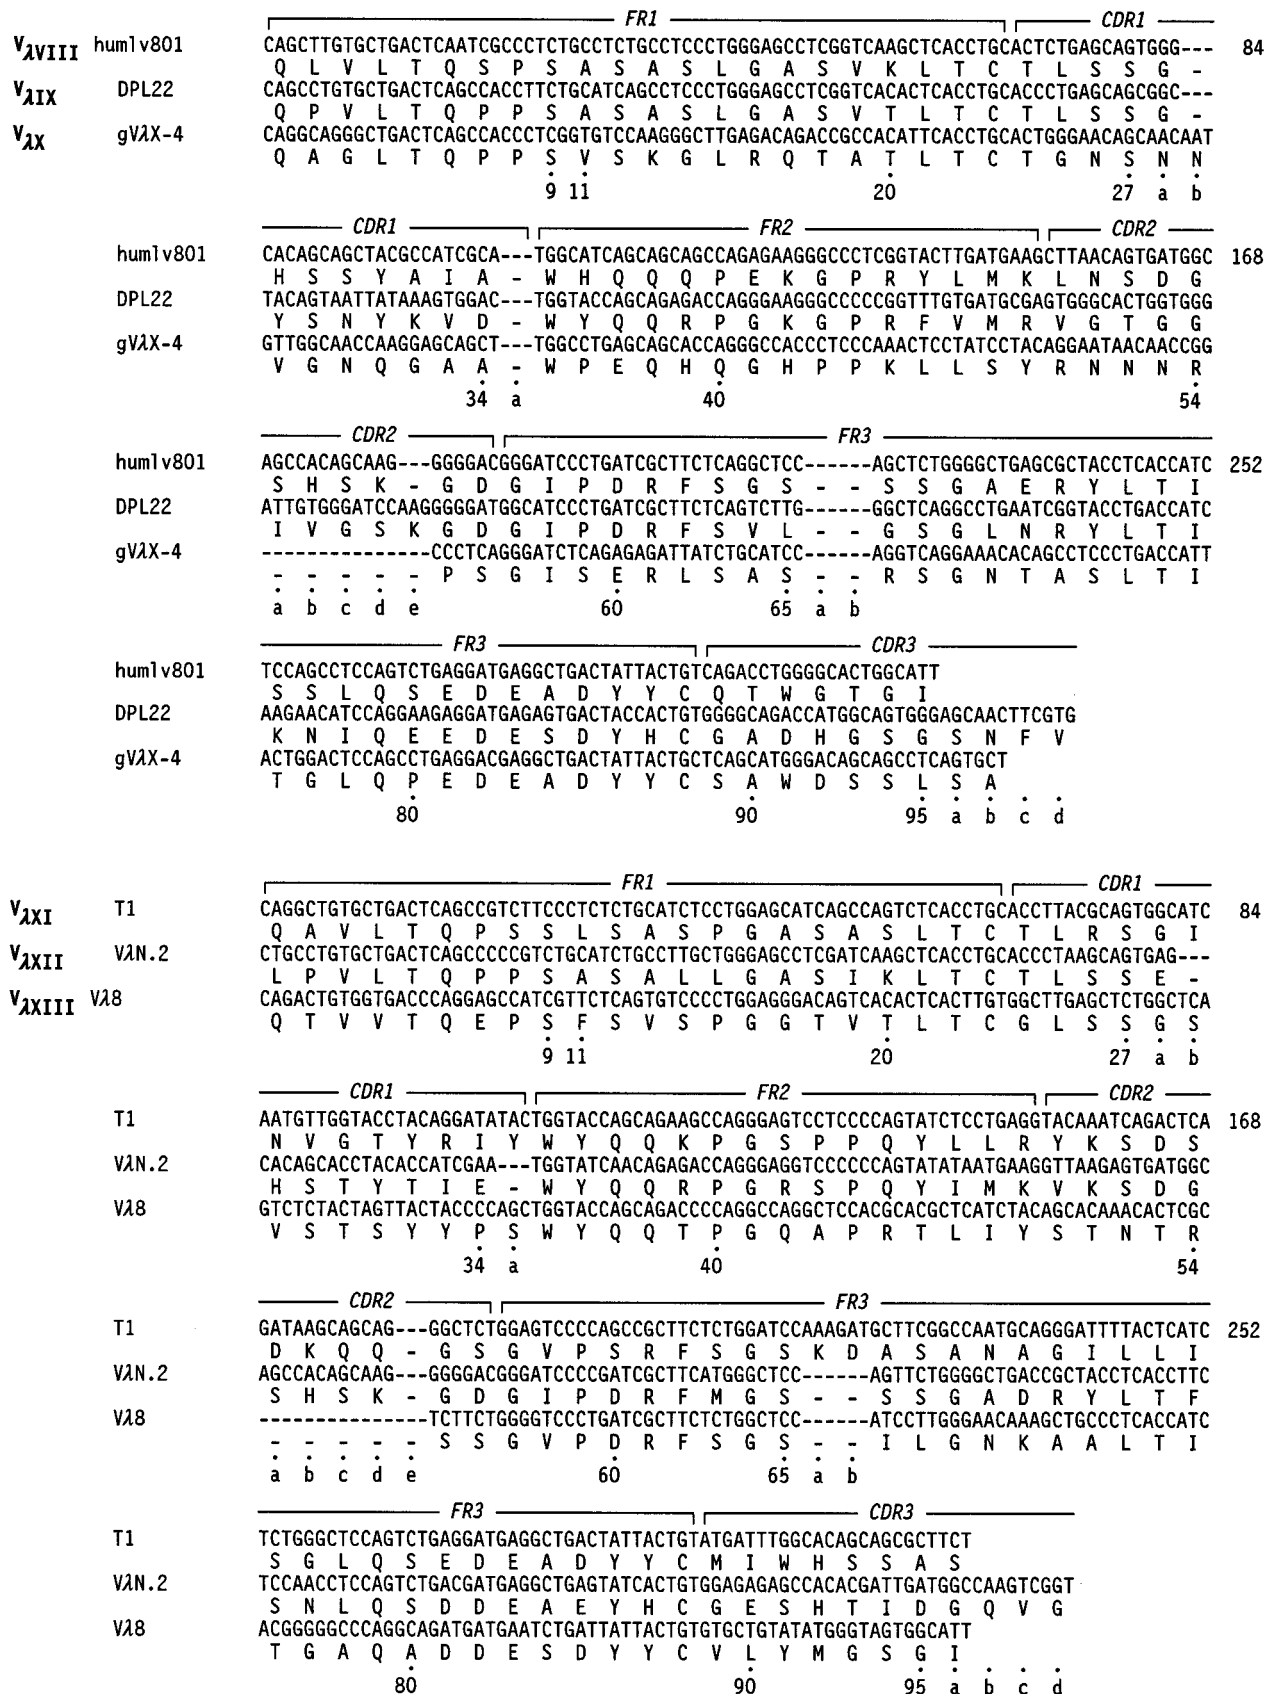 FR1 CDR1
VλVIII humlv801 CAGCTTGTGCTGACTCAATCGCCCTCTGCCTCTGCCTCCCTGGGAGCCTCGGTCAAGCTCACCTGCACTCTGAGCAGTGGG--- 84
Q L V L T Q S P S A S A S L G A S V K L T C T L S S G -
VλIX DPL22 CAGCCTGTGCTGACTCAGCCACCTTCTGCATCAGCCTCCCTGGGAGCCTCGGTCACACTCACCTGCACCCTGAGCAGCGGC---
Q P V L T Q P P S A S A S L G A S V T L T C T L S S G -
VλX gVλX-4 CAGGCAGGGCTGACTCAGCCACCCTCGGTGTCCAAGGGCTTGAGACAGACCGCCACATTCACCTGCACTGGGAACAGCAACAAT
Q A G L T Q P P S V S K G L R Q T A T L T C T G N S N N
9 11 20 27 a b
CDR1 FR2 CDR2
humlv801 CACAGCAGCTACGCCATCGCA---TGGCATCAGCAGCAGCCAGAGAAGGGCCCTCGGTACTTGATGAAGCTTAACAGTGATGGC 168
H S S Y A I A - W H Q Q Q P E K G P R Y L M K L N S D G
DPL22 TACAGTAATTATAAAGTGGAC---TGGTACCAGCAGAGACCAGGGAAGGGCCCCCGGTTTGTGATGCGAGTGGGCACTGGTGGG
Y S N Y K V D - W Y Q Q R P G K G P R F V M R V G T G G
gVλX-4 GTTGGCAACCAAGGAGCAGCT---TGGCCTGAGCAGCACCAGGGCCACCCTCCCAAACTCCTATCCTACAGGAATAACAACCGG
V G N Q G A A - W P E Q H Q G H P P K L L S Y R N N N R
34 a 40 54
CDR2 FR3
humlv801 AGCCACAGCAAG---GGGGACGGGATCCCTGATCGCTTCTCAGGCTCC------AGCTCTGGGGCTGAGCGCTACCTCACCATC 252
S H S K - G D G I P D R F S G S - - S S G A E R Y L T I
DPL22 ATTGTGGGATCCAAGGGGGATGGCATCCCTGATCGCTTCTCAGTCTTG------GGCTCAGGCCTGAATCGGTACCTGACCATC
I V G S K G D G I P D R F S V L - - G S G L N R Y L T I
gVλX-4 ---------------CCCTCAGGGATCTCAGAGAGATTATCTGCATCC------AGGTCAGGAAACACAGCCTCCCTGACCATT
- - - - - P S G I S E R L S A S - - R S G N T A S L T I
a b c d e 60 65 a b
FR3 CDR3
humlv801 TCCAGCCTCCAGTCTGAGGATGAGGCTGACTATTACTGTCAGACCTGGGGCACTGGCATT
S S L Q S E D E A D Y Y C Q T W G T G I
DPL22 AAGAACATCCAGGAAGAGGATGAGAGTGACTACCACTGTGGGGCAGACCATGGCAGTGGGAGCAACTTCGTG
K N I Q E E D E S D Y H C G A D H G S G S N F V
gVλX-4 ACTGGACTCCAGCCTGAGGACGAGGCTGACTATTACTGCTCAGCATGGGACAGCAGCCTCAGTGCT
T G L Q P E D E A D Y Y C S A W D S S L S A
80 90 95 a b c d
FR1 CDR1
VλXI T1 CAGGCTGTGCTGACTCAGCCGTCTTCCCTCTCTGCATCTCCTGGAGCATCAGCCAGTCTCACCTGCACCTTACGCAGTGGCATC 84
Q A V L T Q P S S L S A S P G A S A S L T C T L R S G I
VλXII VλN.2 CTGCCTGTGCTGACTCAGCCCCCGTCTGCATCTGCCTTGCTGGGAGCCTCGATCAAGCTCACCTGCACCCTAAGCAGTGAG---
L P V L T Q P P S A S A L L G A S I K L T C T L S S E -
VλXIII Vλ8 CAGACTGTGGTGACCCAGGAGCCATCGTTCTCAGTGTCCCCTGGAGGGACAGTCACACTCACTTGTGGCTTGAGCTCTGGCTCA
Q T V V T Q E P S F S V S P G G T V T L T C G L S S G S
9 11 20 27 a b
CDR1 FR2 CDR2
T1 AATGTTGGTACCTACAGGATATACTGGTACCAGCAGAAGCCAGGGAGTCCTCCCCAGTATCTCCTGAGGTACAAATCAGACTCA 168
N V G T Y R I Y W Y Q Q K P G S P P Q Y L L R Y K S D S
VλN.2 CACAGCACCTACACCATCGAA---TGGTATCAACAGAGACCAGGGAGGTCCCCCCAGTATATAATGAAGGTTAAGAGTGATGGC
H S T Y T I E - W Y Q Q R P G R S P Q Y I M K V K S D G
Vλ8 GTCTCTACTAGTTACTACCCCAGCTGGTACCAGCAGACCCCAGGCCAGGCTCCACGCACGCTCATCTACAGCACAAACACTCGC
V S T S Y Y P S W Y Q Q T P G Q A P R T L I Y S T N T R
34 a 40 54
CDR2 FR3
T1 GATAAGCAGCAG---GGCTCTGGAGTCCCCAGCCGCTTCTCTGGATCCAAAGATGCTTCGGCCAATGCAGGGATTTTACTCATC 252
D K Q Q - G S G V P S R F S G S K D A S A N A G I L L I
VλN.2 AGCCACAGCAAG---GGGGACGGGATCCCCGATCGCTTCATGGGCTCC------AGTTCTGGGGCTGACCGCTACCTCACCTTC
S H S K - G D G I P D R F M G S - - S S G A D R Y L T F
Vλ8 ---------------TCTTCTGGGGTCCCTGATCGCTTCTCTGGCTCC------ATCCTTGGGAACAAAGCTGCCCTCACCATC
- - - - - S S G V P D R F S G S - - I L G N K A A L T I
a b c d e 60 65 a b
FR3 CDR3
T1 TCTGGGCTCCAGTCTGAGGATGAGGCTGACTATTACTGTATGATTTGGCACAGCAGCGCTTCT
S G L Q S E D E A D Y Y C M I W H S S A S
VλN.2 TCCAACCTCCAGTCTGACGATGAGGCTGAGTATCACTGTGGAGAGAGCCACACGATTGATGGCCAAGTCGGT
S N L Q S D D E A E Y H C G E S H T I D G Q V G
Vλ8 ACGGGGGCCCAGGCAGATGATGAATCTGATTATTACTGTGTGCTGTATATGGGTAGTGGCATT
T G A Q A D D E S D Y Y C V L Y M G S G I
80 90 95 a b c d